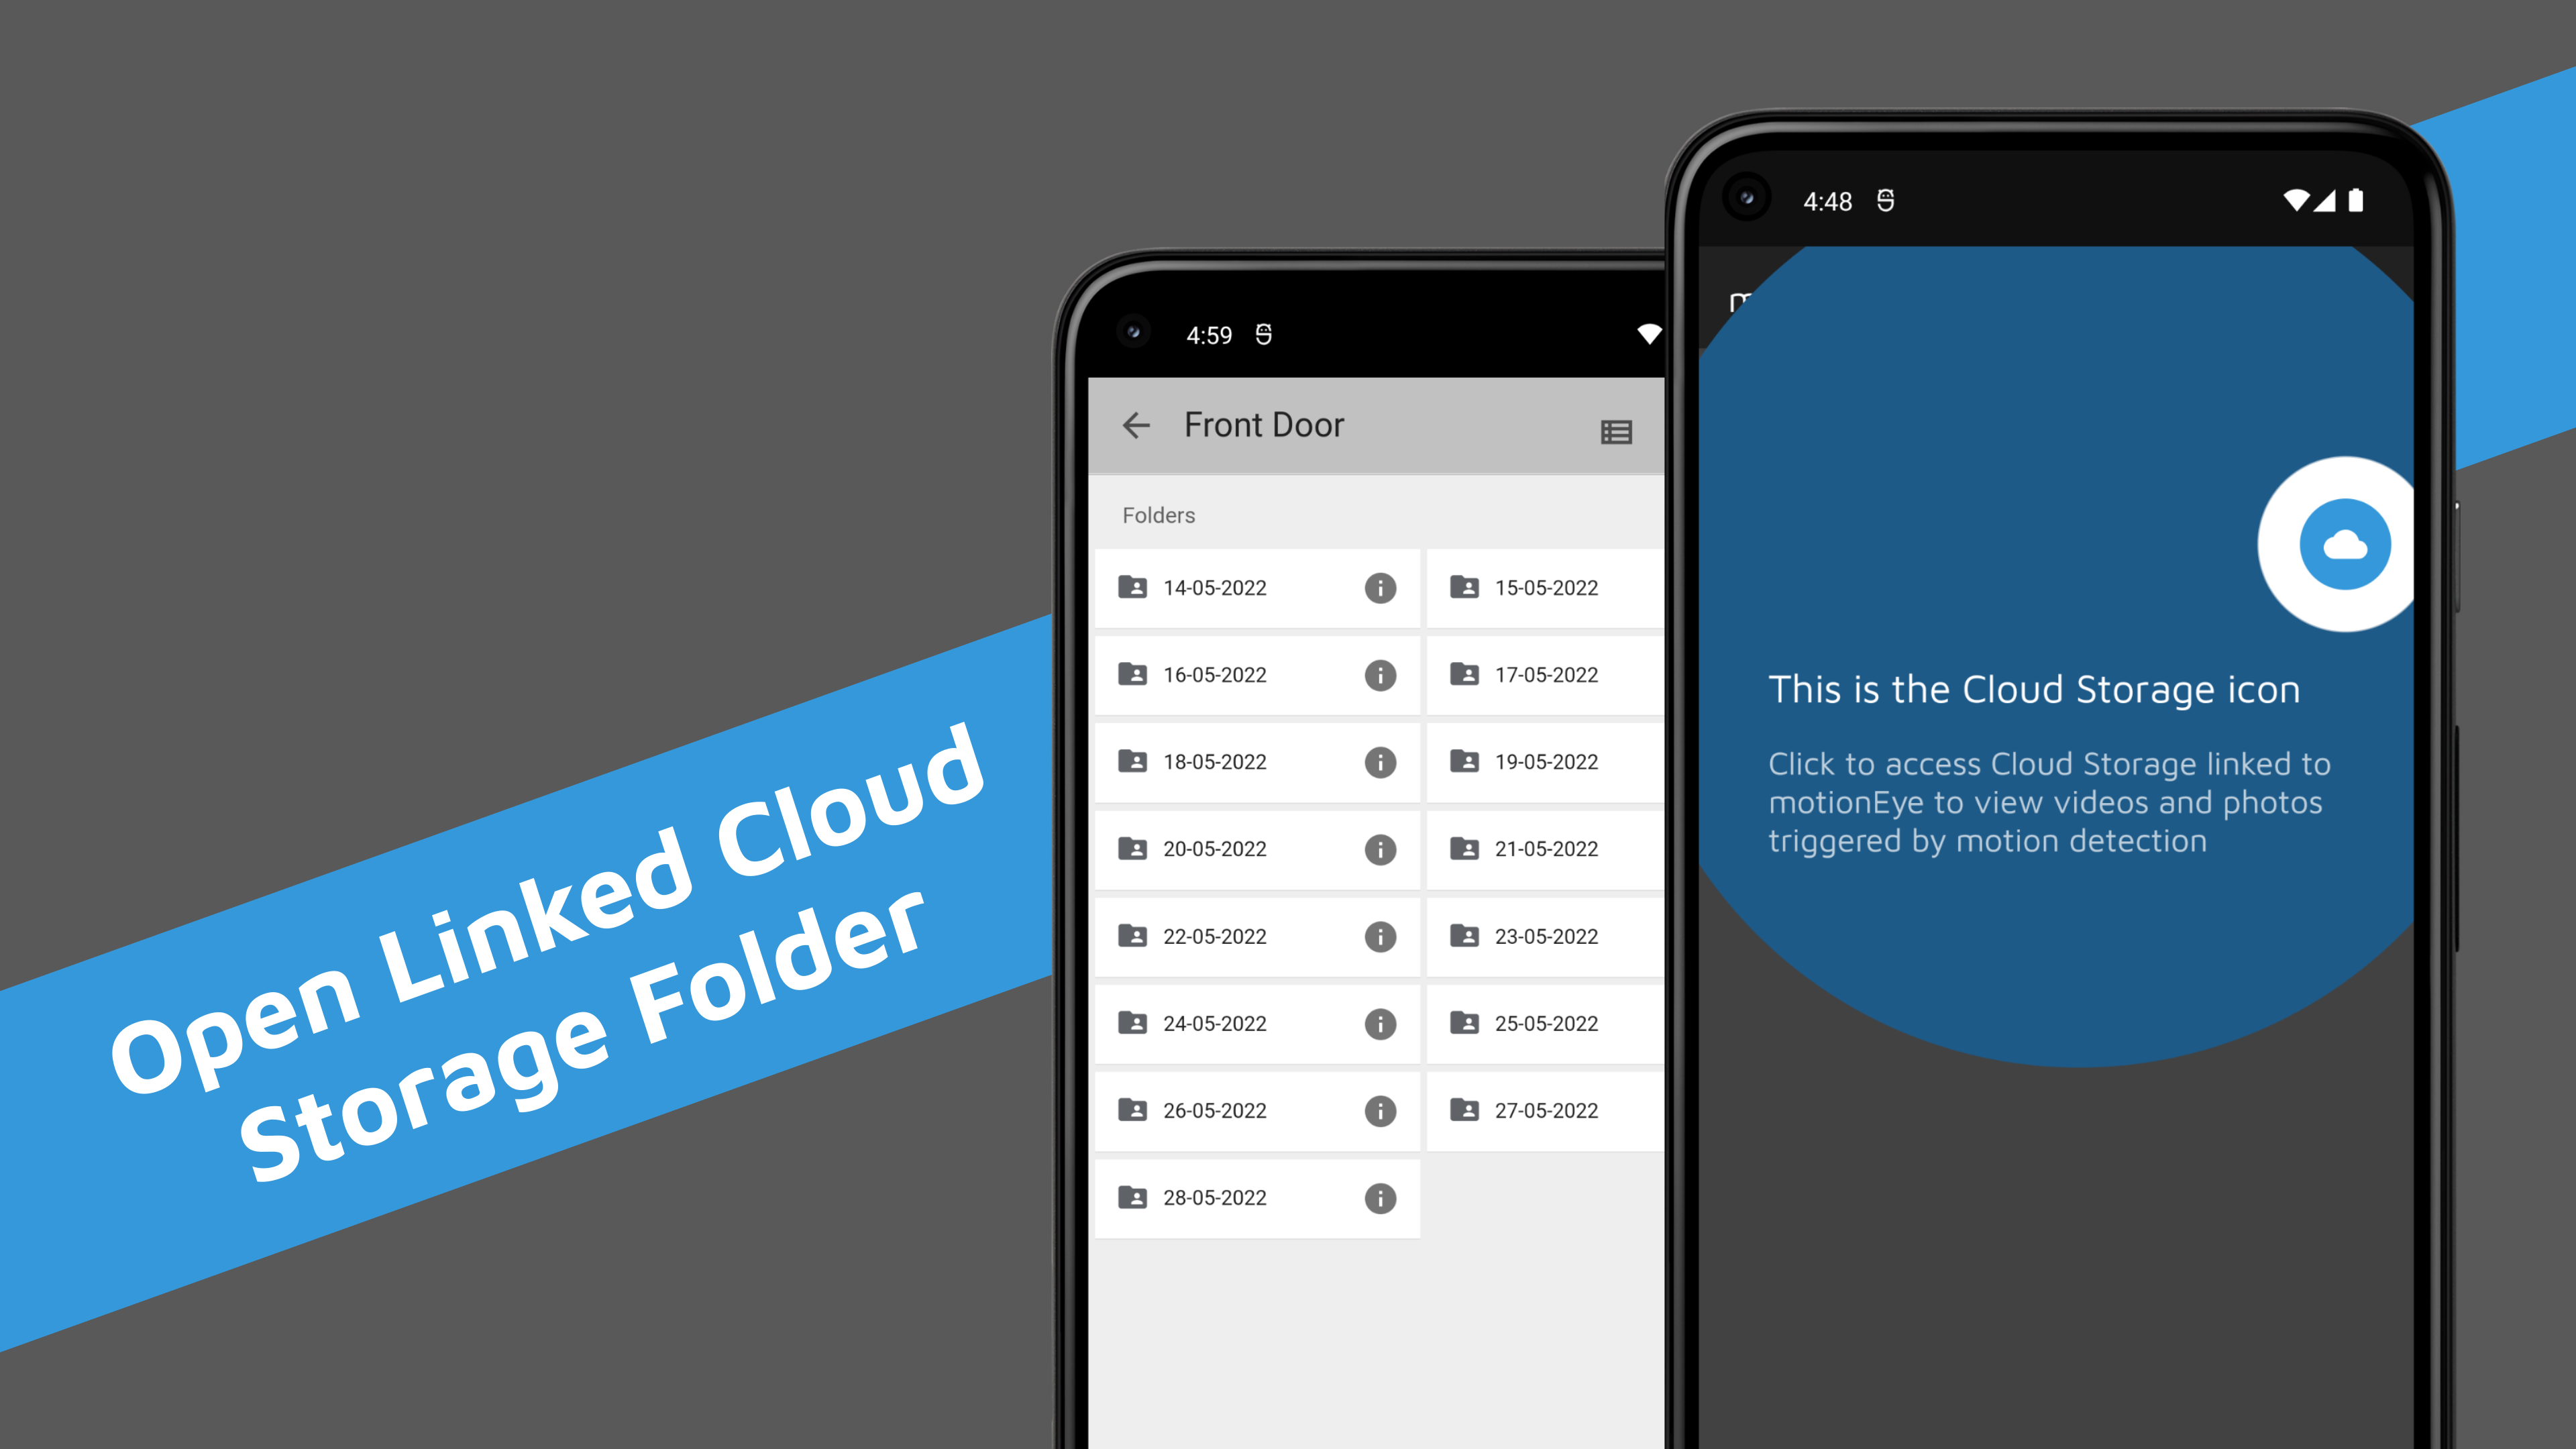 Open Linked Cloud
Storage Folder
4:59
Front Door
Folders
14-05-2022
15-05-2022
16-05-2022
17-05-2022
18-05-2022
19-05-2022
20-05-2022
21-05-2022
22-05-2022
23-05-2022
24-05-2022
25-05-2022
26-05-2022
27-05-2022
28-05-2022
4:48
This is the Cloud Storage icon
Click to access Cloud Storage linked to
motionEye to view videos and photos
triggered by motion detection